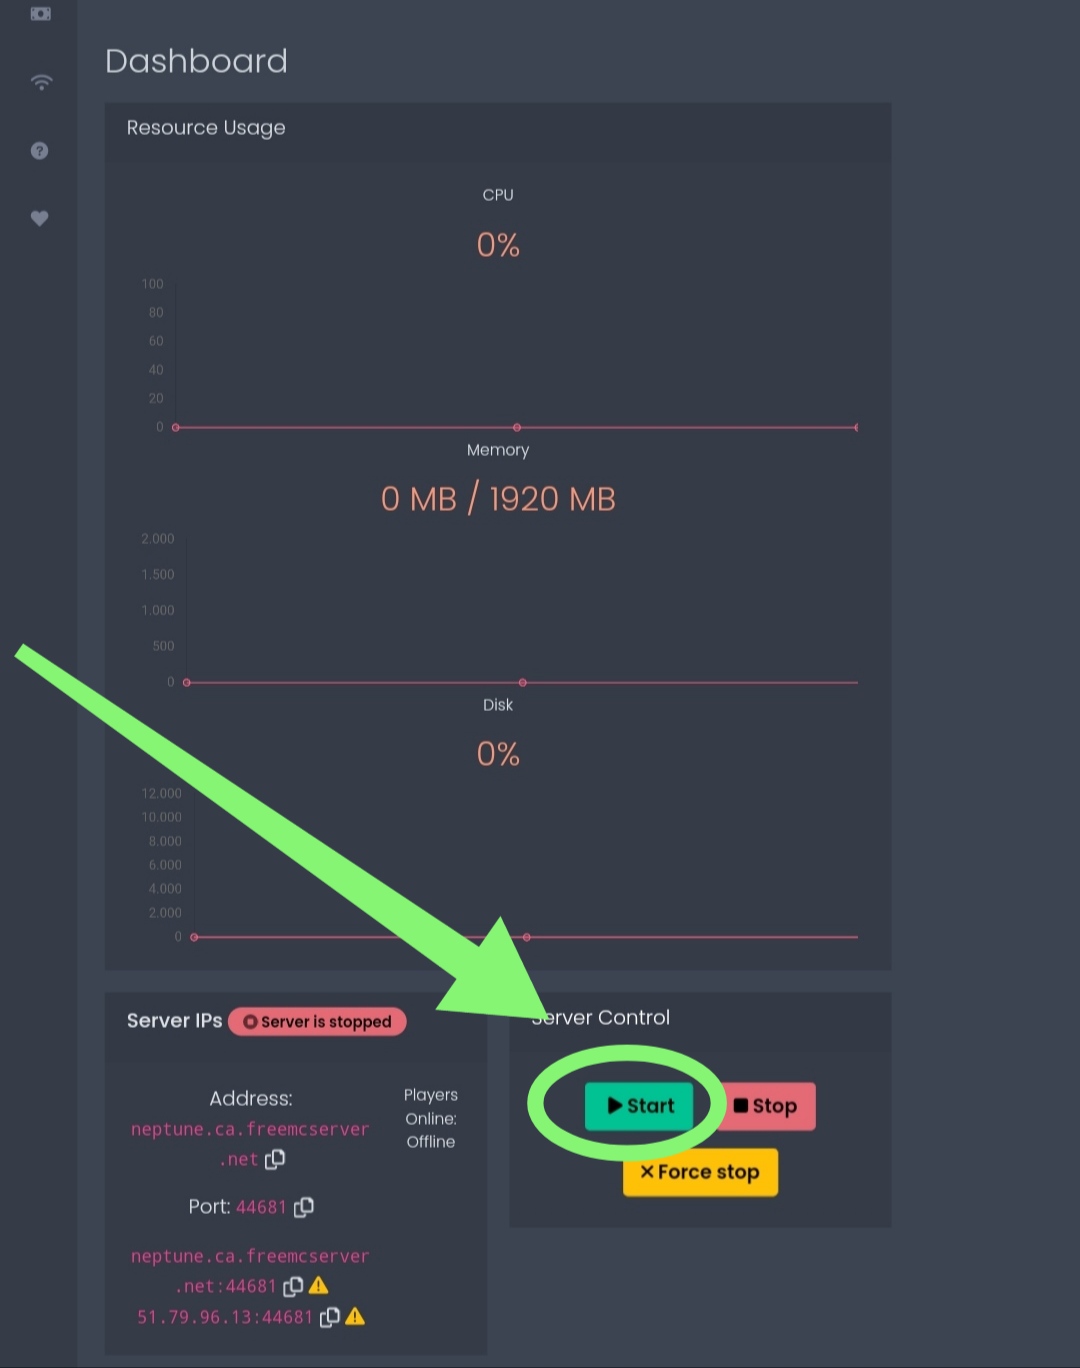 Dashboard
Resource Usage
CPU
0%
100
80
60
40
20
0
Memory
0 MB / 1920 MB
2.000
1.500
1.000
500
0
Disk
0%
12.000
10.000
8.000
6.000
4.000
2.000
0
Server IPs Server is stopped
Address:
neptune.ca.freemcserver
.net
Port: 44681
neptune.ca.freemcserver
.net:44681
51.79.96.13:44681
Players
Online:
Offline
Server Control
Start Stop
Force stop